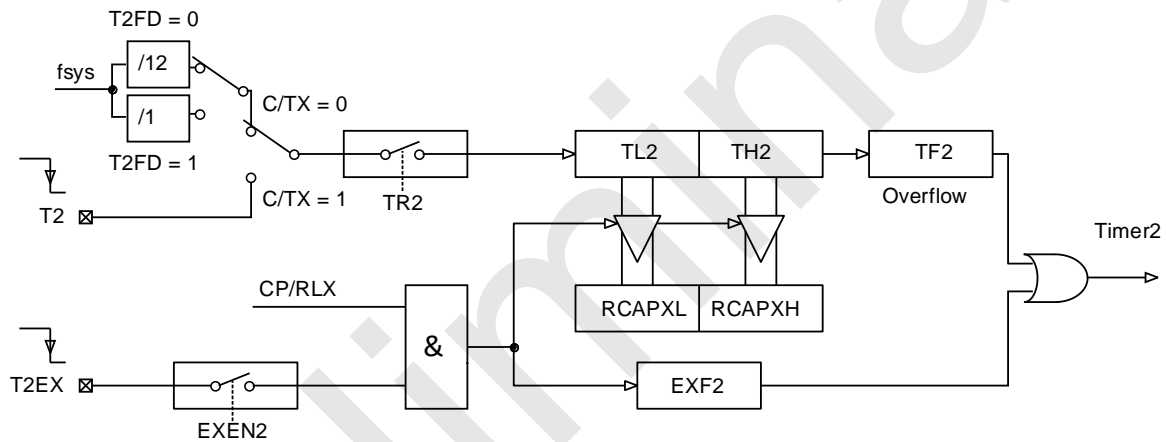 T2FD = 0
/12
fsys
C/TX = 0
/1
T2FD = 1
TL2
TH2
TF2
Overflow
T2
C/TX = 1
TR2
Timer2
CP/RLX
&
RCAPXL
RCAPXH
T2EX
EXF2
EXEN2